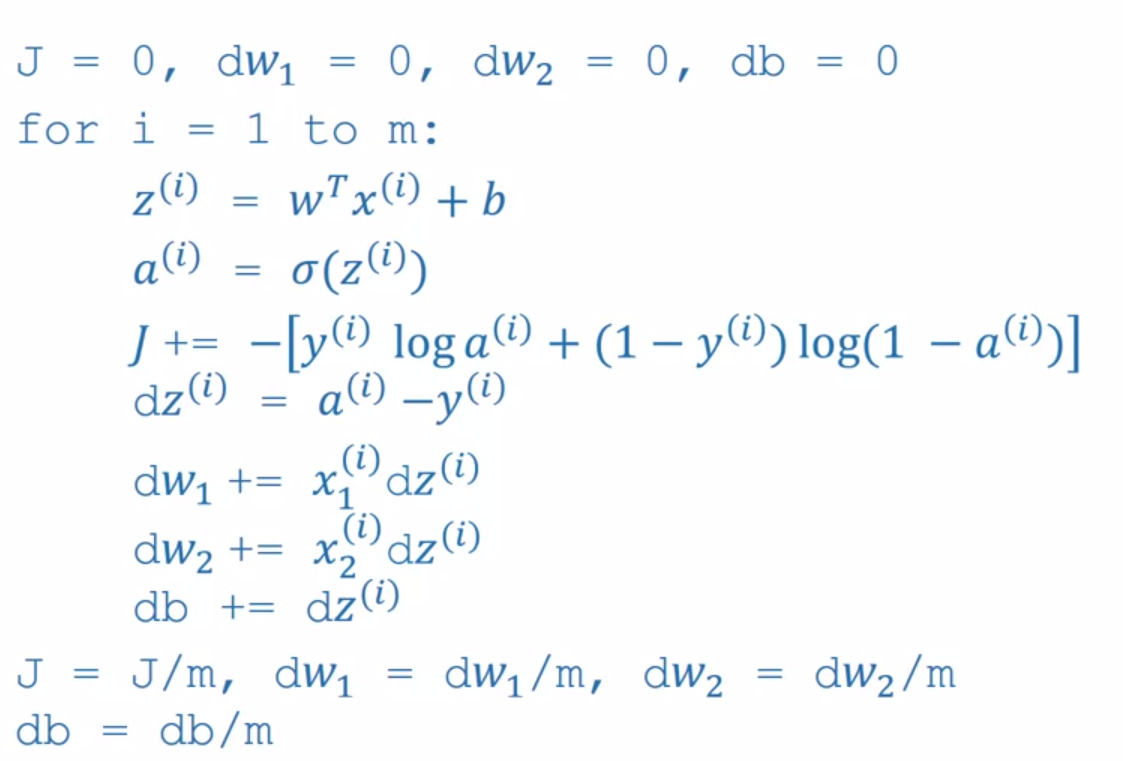 J = 0, dw₁ = 0, dw₂ = 0, db = 0
for i = 1 to m:
z⁽ⁱ⁾ = wᵀx⁽ⁱ⁾ + b
a⁽ⁱ⁾ = σ(z⁽ⁱ⁾)
J += −[y⁽ⁱ⁾ log a⁽ⁱ⁾ + (1 − y⁽ⁱ⁾) log(1 − a⁽ⁱ⁾)]
dz⁽ⁱ⁾ = a⁽ⁱ⁾ −y⁽ⁱ⁾
dw₁ += x₁⁽ⁱ⁾dz⁽ⁱ⁾
dw₂ += x₂⁽ⁱ⁾dz⁽ⁱ⁾
db += dz⁽ⁱ⁾
J = J/m, dw₁ = dw₁/m, dw₂ = dw₂/m
db = db/m